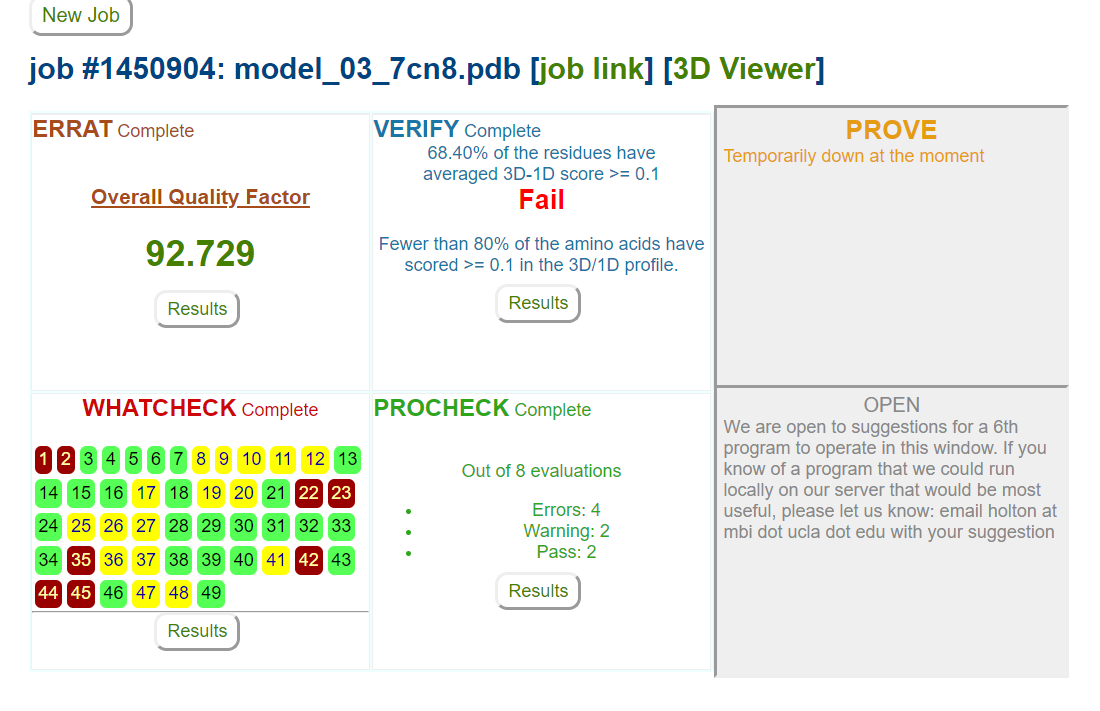 New Job
job #1450904: model_03_7cn8.pdb [job link] [3D Viewer]
ERRAT Complete
Overall Quality Factor
92.729
Results
VERIFY Complete
68.40% of the residues have
averaged 3D-1D score >= 0.1
Fail
Fewer than 80% of the amino acids have
scored >= 0.1 in the 3D/1D profile.
Results
PROVE
Temporarily down at the moment
WHATCHECK Complete
1 2 3 4 5 6 7 8 9 10 11 12 13
14 15 16 17 18 19 20 21 22 23
24 25 26 27 28 29 30 31 32 33
34 35 36 37 38 39 40 41 42 43
44 45 46 47 48 49
Results
PROCHECK Complete
Out of 8 evaluations
• Errors: 4
• Warning: 2
• Pass: 2
Results
OPEN
We are open to suggestions for a 6th
program to operate in this window. If you
know of a program that we could run
locally on our server that would be most
useful, please let us know: email holton at
mbi dot ucla dot edu with your suggestion